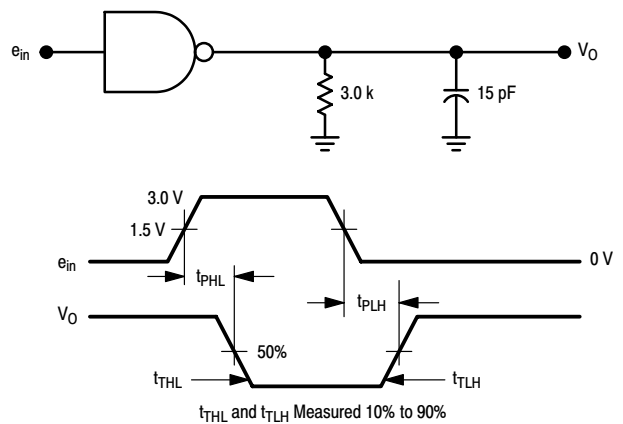 e_in
V_O
3.0 k
15 pF
3.0 V
1.5 V
e_in
0 V
t_PHL
t_PLH
V_O
50%
t_THL
t_TLH
t_THL and t_TLH Measured 10% to 90%